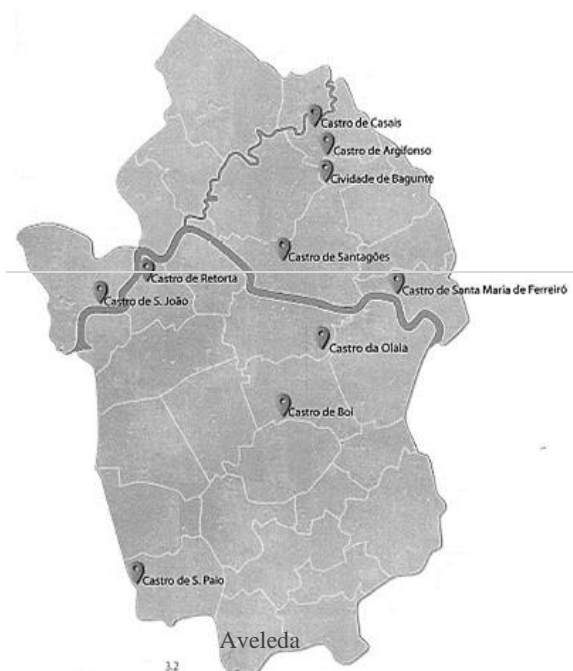 Castro de Casais
Castro de Argifonso
Cividade de Bagunte
Castro de Santagões
Castro de Retorta
Castro de Santa Maria de Ferreiró
Castro de S. João
Castro da Olaia
Castro de Boi
Castro de S. Paio
Aveleda
3.2